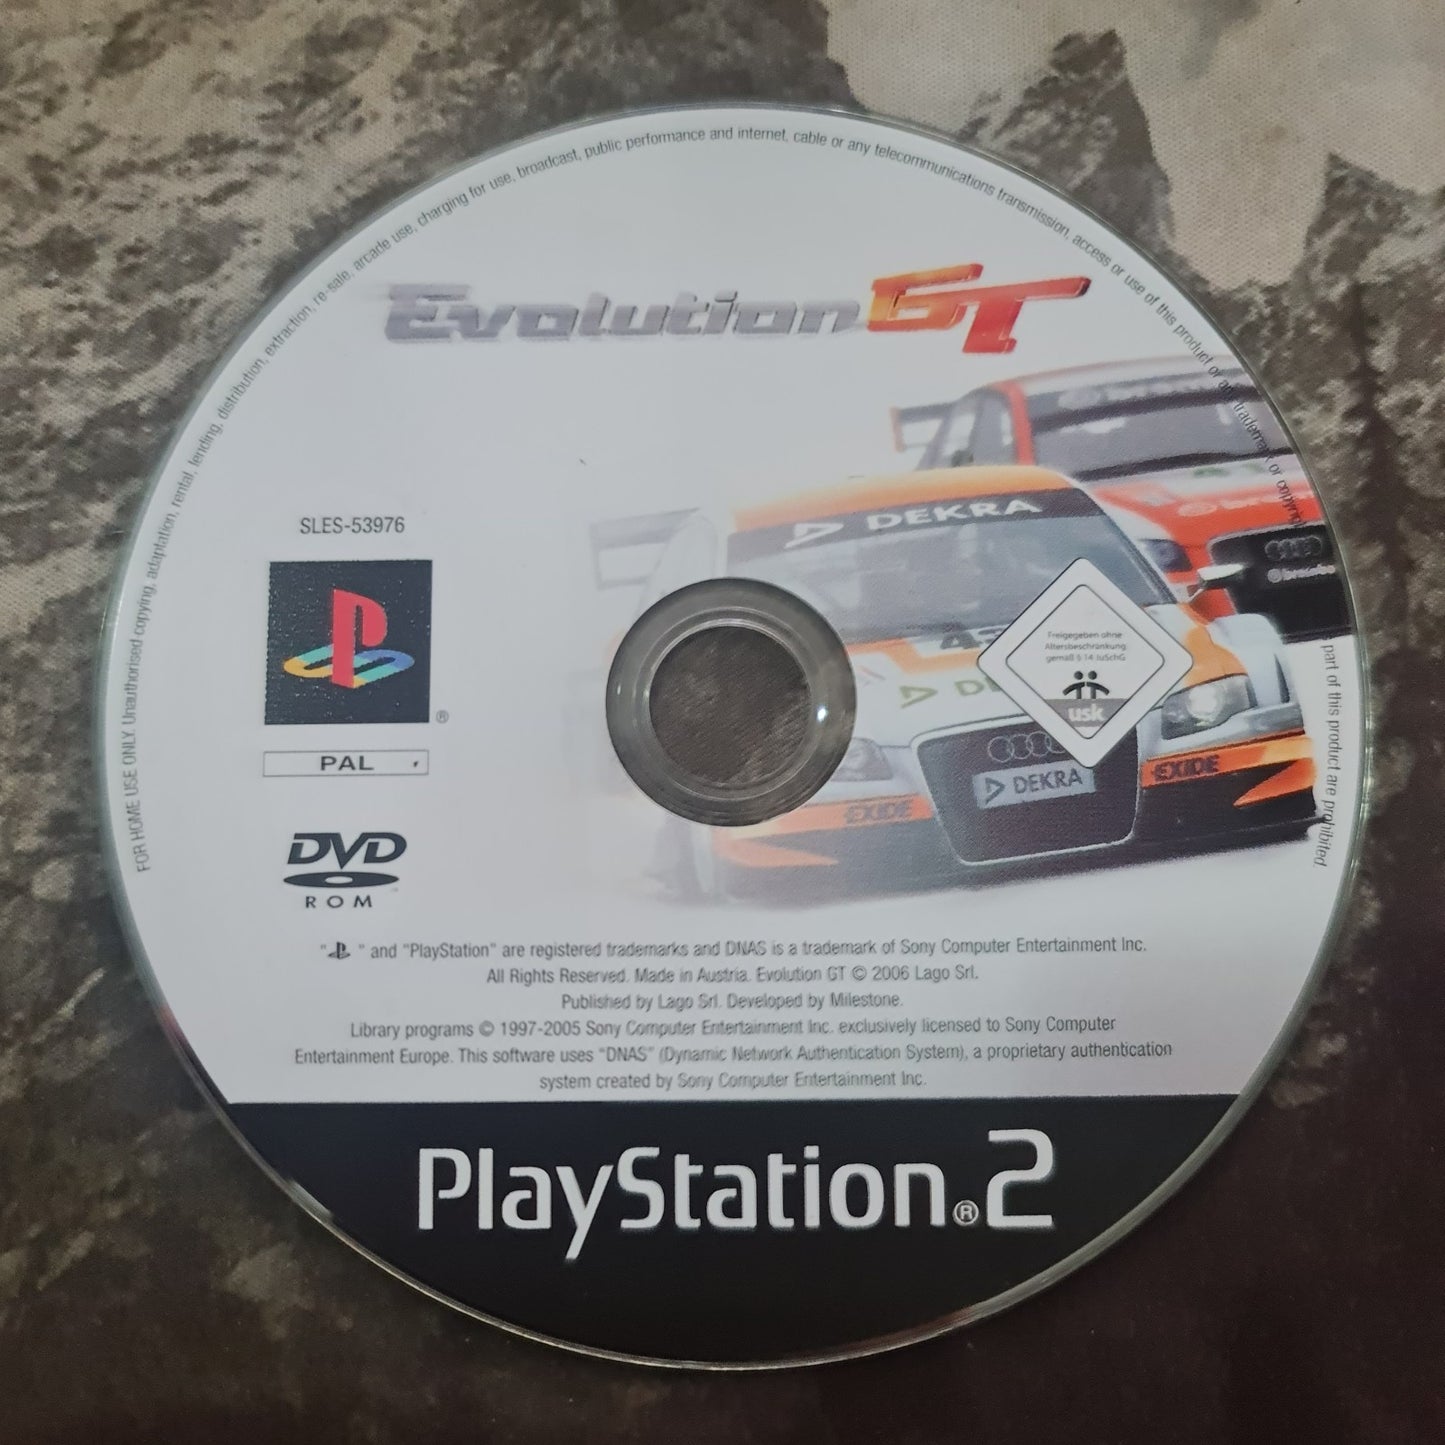 FOR HOME USE ONLY. Unauthorised copying, adaptation, rental, lending, distribution, extraction, re-sale, arcade use, charging for use, broadcast, public performance and internet, cable or any telecommunications transmission, access or use of this product or any trademark or copyright part of this product are prohibited.
Evolution GT
SLES-53976
DEKRA
Freigegeben ohne
Altersbeschränkung
gemäß § 14 JuSchG
usk
PAL
DEKRA
EXIDE
EXIDE
DVD
ROM
" " and "PlayStation" are registered trademarks and DNAS is a trademark of Sony Computer Entertainment Inc.
All Rights Reserved. Made in Austria. Evolution GT © 2006 Lago Srl.
Published by Lago Srl. Developed by Milestone.
Library programs © 1997-2005 Sony Computer Entertainment Inc. exclusively licensed to Sony Computer
Entertainment Europe. This software uses "DNAS" (Dynamic Network Authentication System), a proprietary authentication
system created by Sony Computer Entertainment Inc.
PlayStation®2